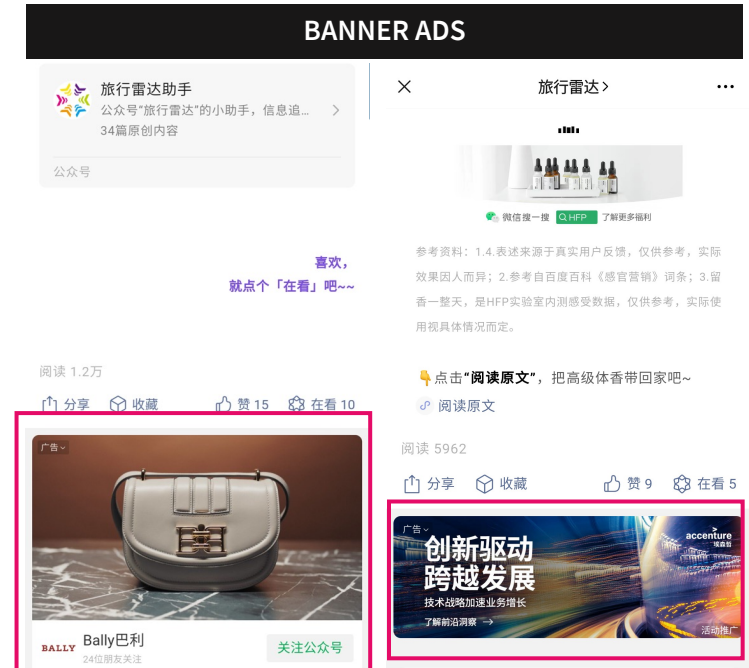 BANNER ADS
旅行雷达助手
公众号“旅行雷达”的小助手，信息追...
34篇原创内容
公众号
喜欢，
就点个「在看」吧~~
阅读 1.2万
分享 收藏 赞 15 在看 10
广告
BALLY
Bally巴利
24位朋友关注
关注公众号
旅行雷达
微信搜一搜 HFP 了解更多福利
参考资料：1.4.表述来源于真实用户反馈，仅供参考，实际
效果因人而异；2.参考自百度百科《感官营销》词条；3.留
香一整天，是HFP实验室内测感受数据，仅供参考，实际使
用视具体情况而定。
👇点击“阅读原文”，把高级体香带回家吧~
阅读原文
阅读 5962
分享 收藏 赞 9 在看 5
广告
accenture
埃森哲
创新驱动
跨越发展
技术战略加速业务增长
了解前沿洞察 →
活动推广